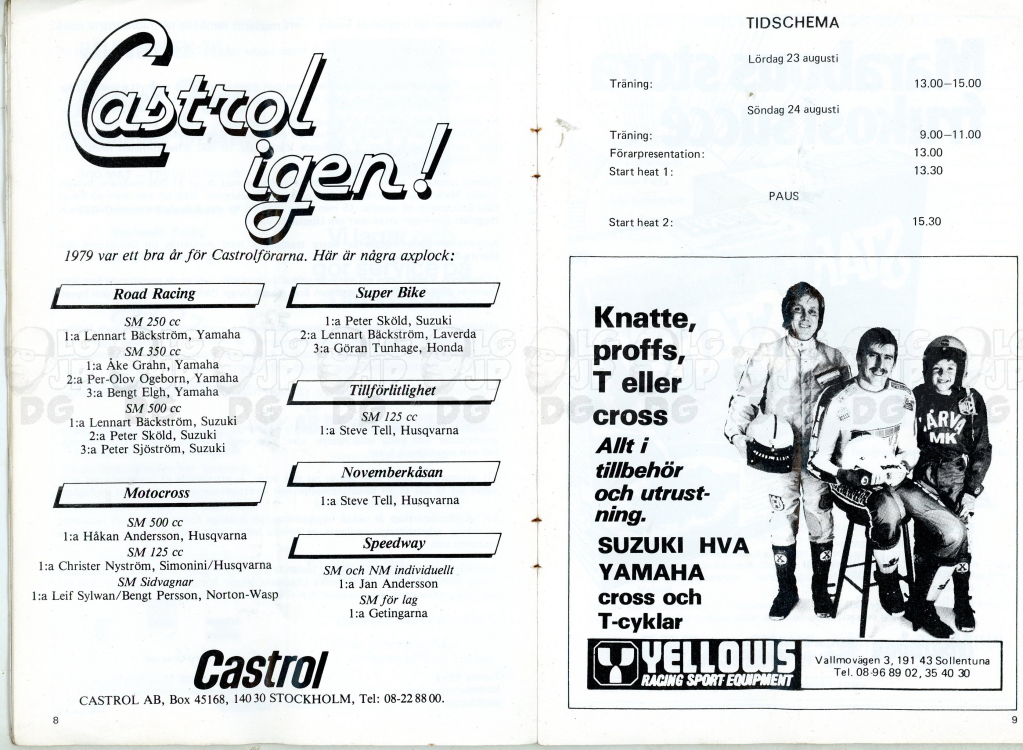 Castrol
igen!
1979 var ett bra år för Castrolförarna. Här är några axplock:
Road Racing
SM 250 cc
1:a Lennart Bäckström, Yamaha
SM 350 cc
1:a Åke Grahn, Yamaha
2:a Per-Olov Ogeborn, Yamaha
3:a Bengt Elgh, Yamaha
SM 500 cc
1:a Lennart Bäckström, Suzuki
2:a Peter Sköld, Suzuki
3:a Peter Sjöström, Suzuki
Motocross
SM 500 cc
1:a Håkan Andersson, Husqvarna
SM 125 cc
1:a Christer Nyström, Simonini/Husqvarna
SM Sidvagnar
1:a Leif Sylwan/Bengt Persson, Norton-Wasp
Super Bike
1:a Peter Sköld, Suzuki
2:a Lennart Bäckström, Laverda
3:a Göran Tunhage, Honda
Tillförlitlighet
SM 125 cc
1:a Steve Tell, Husqvarna
Novemberkåsan
1:a Steve Tell, Husqvarna
Speedway
SM och NM individuellt
1:a Jan Andersson
SM för lag
1:a Getingarna
Castrol
CASTROL AB, Box 45168, 140 30 STOCKHOLM, Tel: 08-22 88 00.
8
TIDSCHEMA
Lördag 23 augusti
Träning: 13.00–15.00
Söndag 24 augusti
Träning: 9.00–11.00
Förarpresentation: 13.00
Start heat 1: 13.30
PAUS
Start heat 2: 15.30
Knatte,
proffs,
T eller
cross
Allt i
tillbehör
och utrust-
ning.
SUZUKI HVA
YAMAHA
cross och
T-cyklar
JÄRVA
MK
YELLOWS
RACING SPORT EQUIPMENT
Vallmovägen 3, 191 43 Sollentuna
Tel. 08-96 89 02, 35 40 30
9